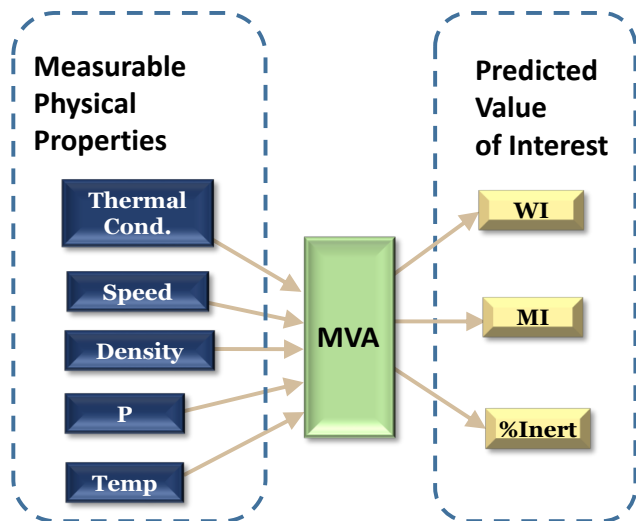 Measurable
Physical
Properties
Thermal
Cond.
Speed
Density
P
Temp
MVA
Predicted
Value
of Interest
WI
MI
%Inert